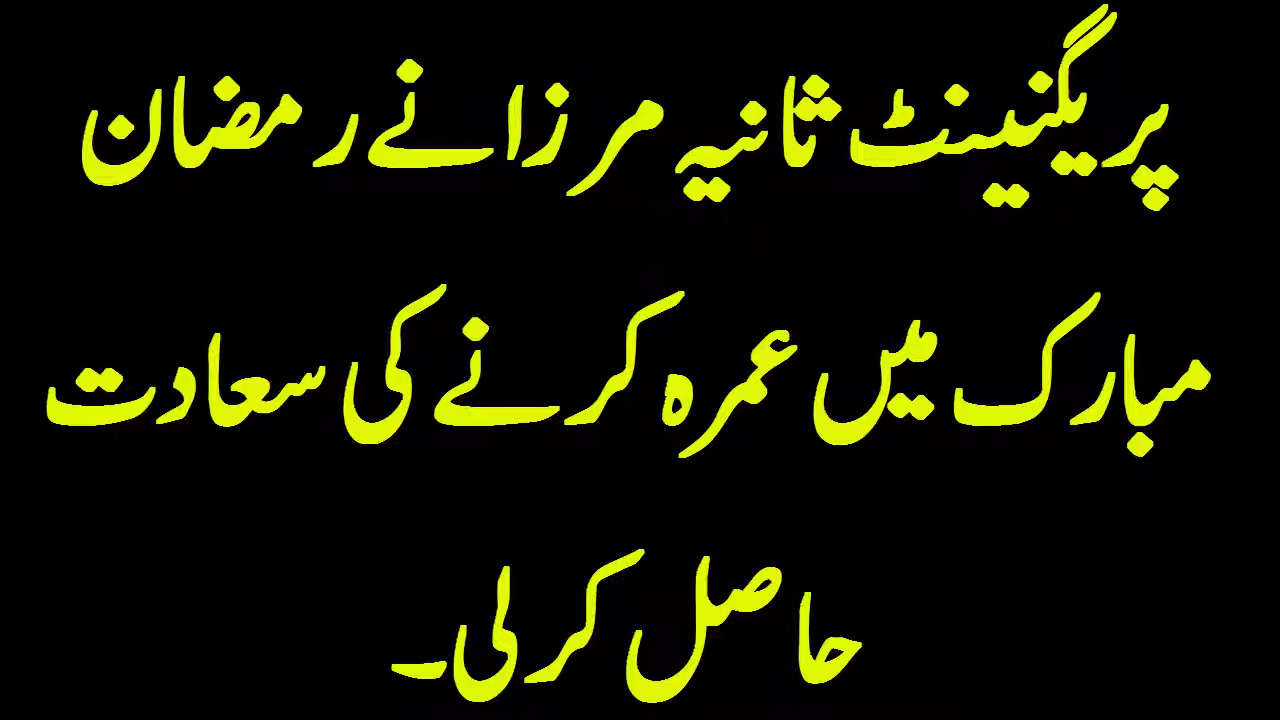 پریگنینٹ ثانیہ مرزا نے رمضان
مبارک میں عمرہ کرنے کی سعادت
حاصل کرلی۔